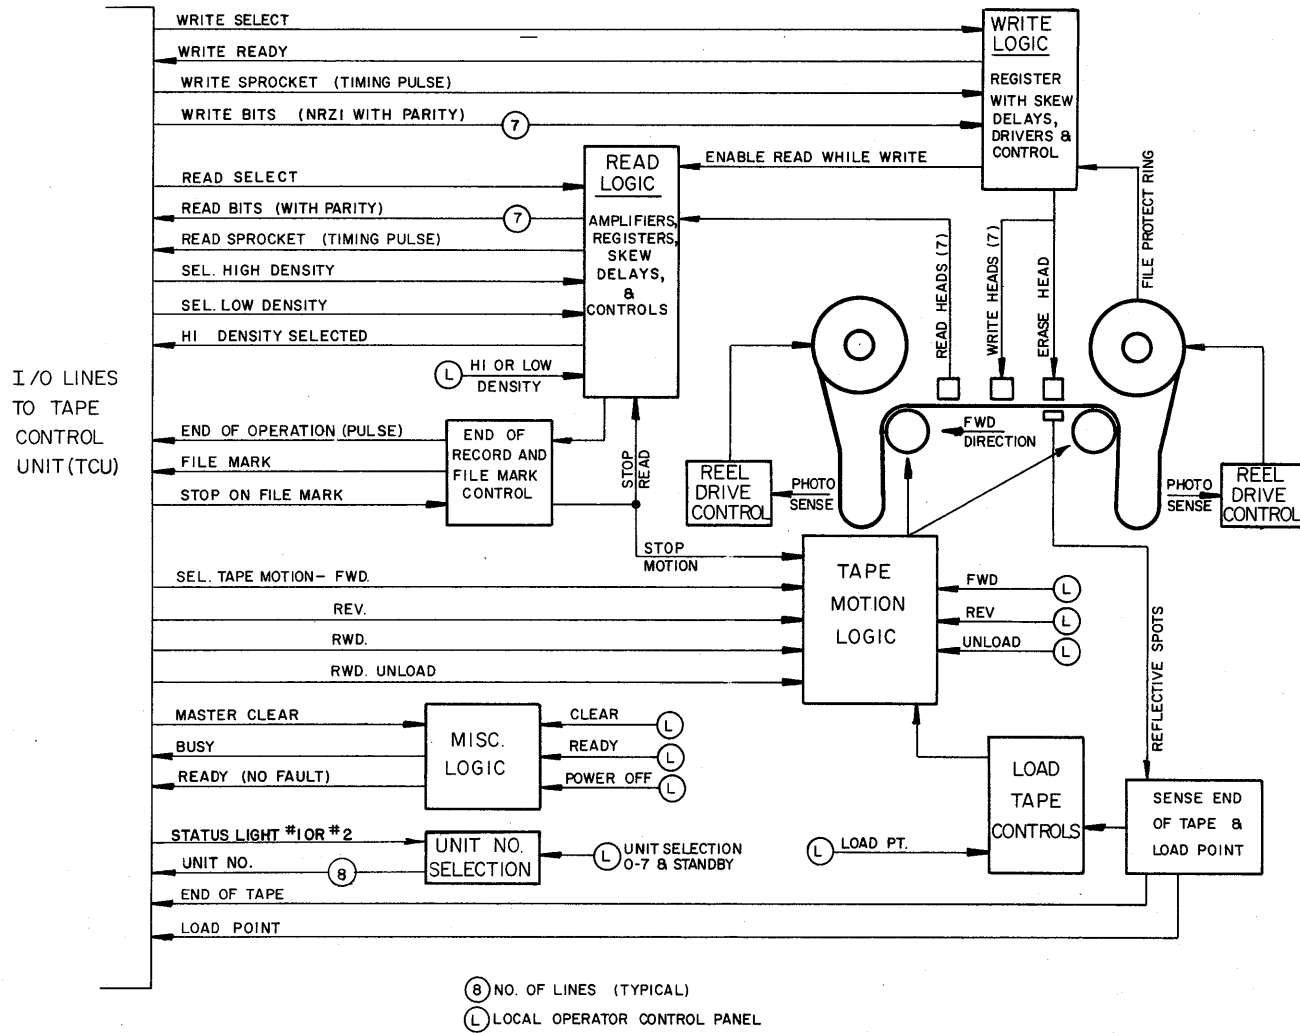 WRITE SELECT
WRITE READY
WRITE SPROCKET (TIMING PULSE)
WRITE BITS (NRZI WITH PARITY)
7
WRITE
LOGIC
REGISTER
WITH SKEW
DELAYS,
DRIVERS &
CONTROL
ENABLE READ WHILE WRITE
FILE PROTECT RING
READ SELECT
READ BITS (WITH PARITY)
7
READ SPROCKET (TIMING PULSE)
SEL. HIGH DENSITY
SEL. LOW DENSITY
HI DENSITY SELECTED
READ
LOGIC
AMPLIFIERS,
REGISTERS,
SKEW
DELAYS,
&
CONTROLS
L
HI OR LOW
DENSITY
READ HEADS (7)
WRITE HEADS (7)
ERASE HEAD
I/O LINES
TO TAPE
CONTROL
UNIT (TCU)
END OF OPERATION (PULSE)
FILE MARK
STOP ON FILE MARK
END OF
RECORD AND
FILE MARK
CONTROL
STOP
READ
STOP
MOTION
FWD
DIRECTION
REEL
DRIVE
CONTROL
PHOTO
SENSE
PHOTO
SENSE
REEL
DRIVE
CONTROL
SEL. TAPE MOTION- FWD.
REV.
RWD.
RWD. UNLOAD
TAPE
MOTION
LOGIC
FWD
L
REV
L
UNLOAD
L
REFLECTIVE SPOTS
MASTER CLEAR
BUSY
READY (NO FAULT)
MISC.
LOGIC
CLEAR
L
READY
L
POWER OFF
L
LOAD
TAPE
CONTROLS
SENSE END
OF TAPE &
LOAD POINT
L
LOAD PT.
STATUS LIGHT #1 OR #2
UNIT NO.
8
UNIT NO.
SELECTION
L
UNIT SELECTION
0-7 & STANDBY
END OF TAPE
LOAD POINT
8 NO. OF LINES (TYPICAL)
L LOCAL OPERATOR CONTROL PANEL